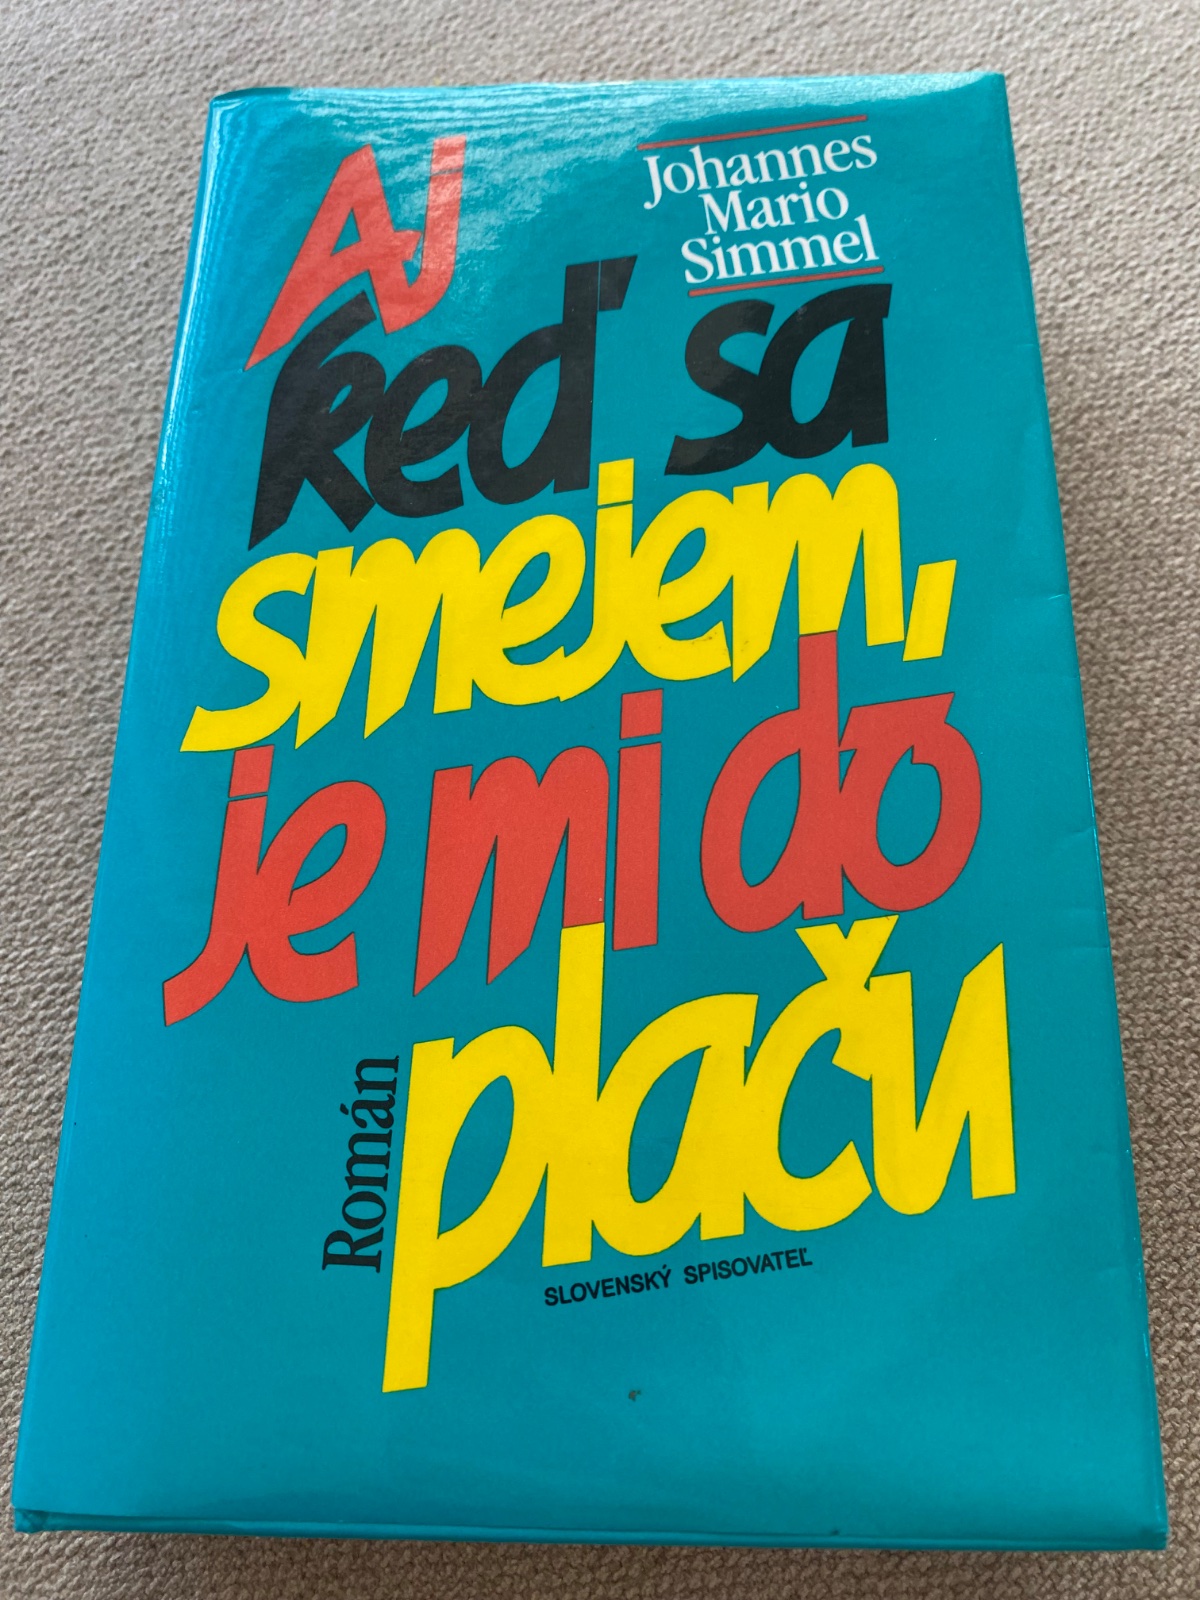 Johannes
Mario
Simmel
Aj
keď sa
smejem,
je mi do
plaču
Román
SLOVENSKÝ SPISOVATEĽ